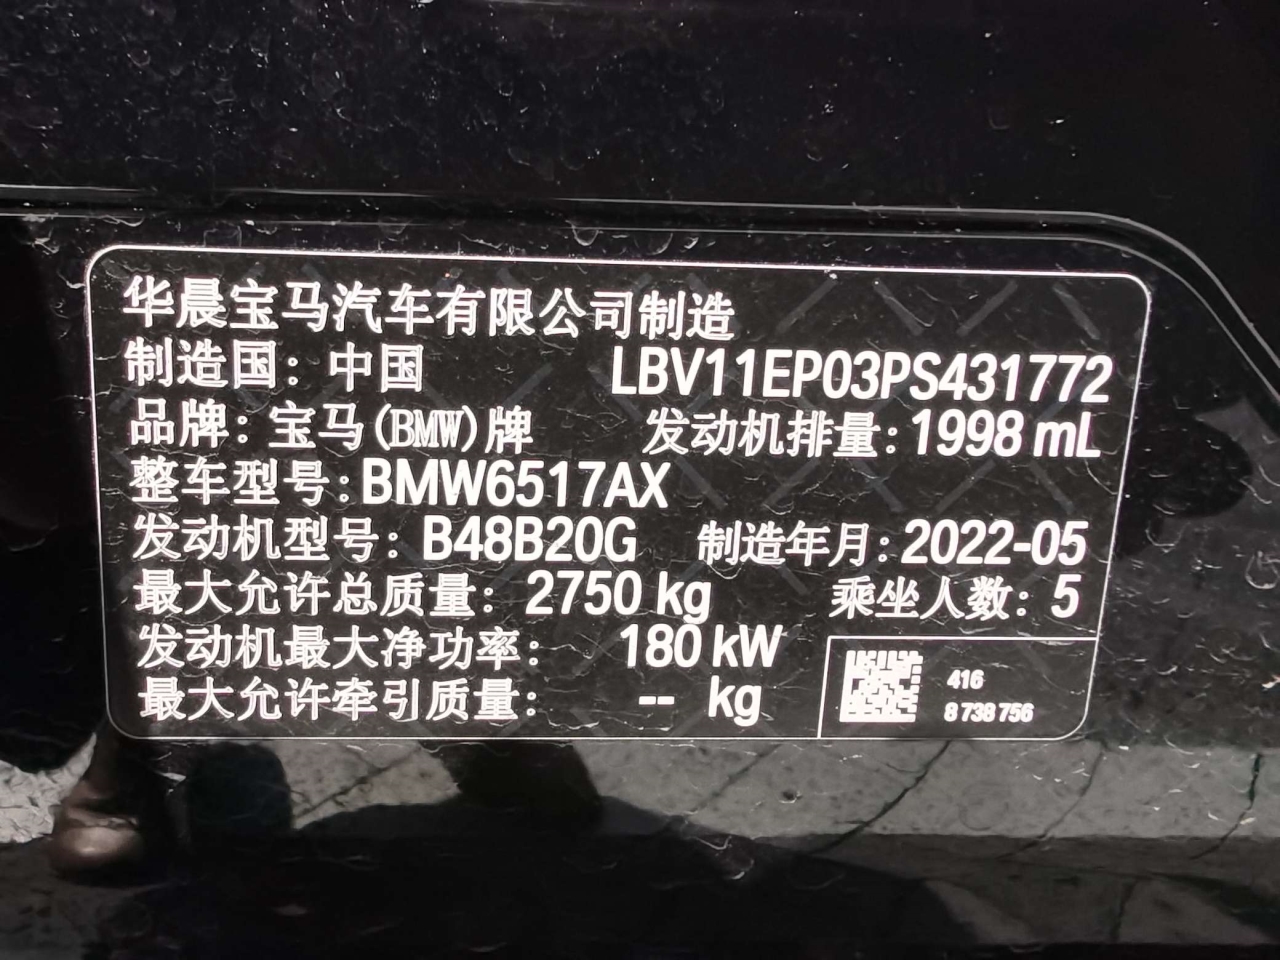 华晨宝马汽车有限公司制造
制造国：中国 LBV11EP03PS431772
品牌：宝马(BMW)牌 发动机排量：1998 mL
整车型号：BMW6517AX
发动机型号：B48B20G 制造年月：2022-05
最大允许总质量：2750 kg 乘坐人数：5
发动机最大净功率： 180 kW
最大允许牵引质量： -- kg
416
8 738 756